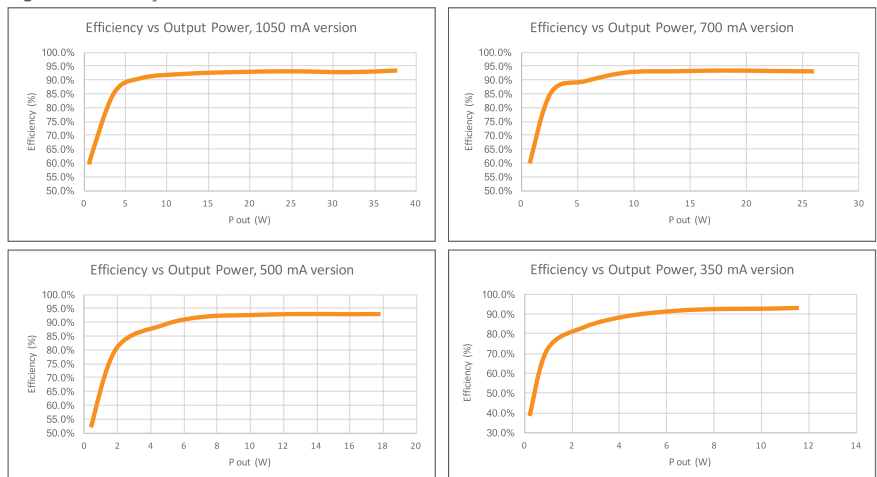 Efficiency vs Output Power, 1050 mA version
100.0%
95.0%
90.0%
85.0%
80.0%
75.0%
70.0%
65.0%
60.0%
55.0%
50.0%
Efficiency (%)
0 5 10 15 20 25 30 35 40
P out (W)
Efficiency vs Output Power, 700 mA version
100.0%
95.0%
90.0%
85.0%
80.0%
75.0%
70.0%
65.0%
60.0%
55.0%
50.0%
Efficiency (%)
0 5 10 15 20 25 30
P out (W)
Efficiency vs Output Power, 500 mA version
100.0%
95.0%
90.0%
85.0%
80.0%
75.0%
70.0%
65.0%
60.0%
55.0%
50.0%
Efficiency (%)
0 2 4 6 8 10 12 14 16 18 20
P out (W)
Efficiency vs Output Power, 350 mA version
100.0%
90.0%
80.0%
70.0%
60.0%
50.0%
40.0%
30.0%
Efficiency (%)
0 2 4 6 8 10 12 14
P out (W)